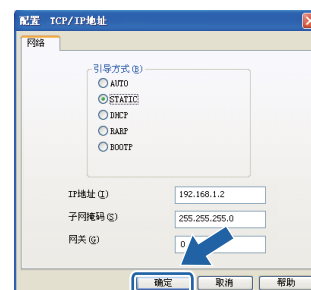 配置 TCP/IP地址
网络
引导方式(B)
AUTO
STATIC
DHCP
RARP
BOOTP
IP地址(I) 192.168.1.2
子网掩码(S) 255.255.255.0
网关(G) 0
确定 取消 帮助